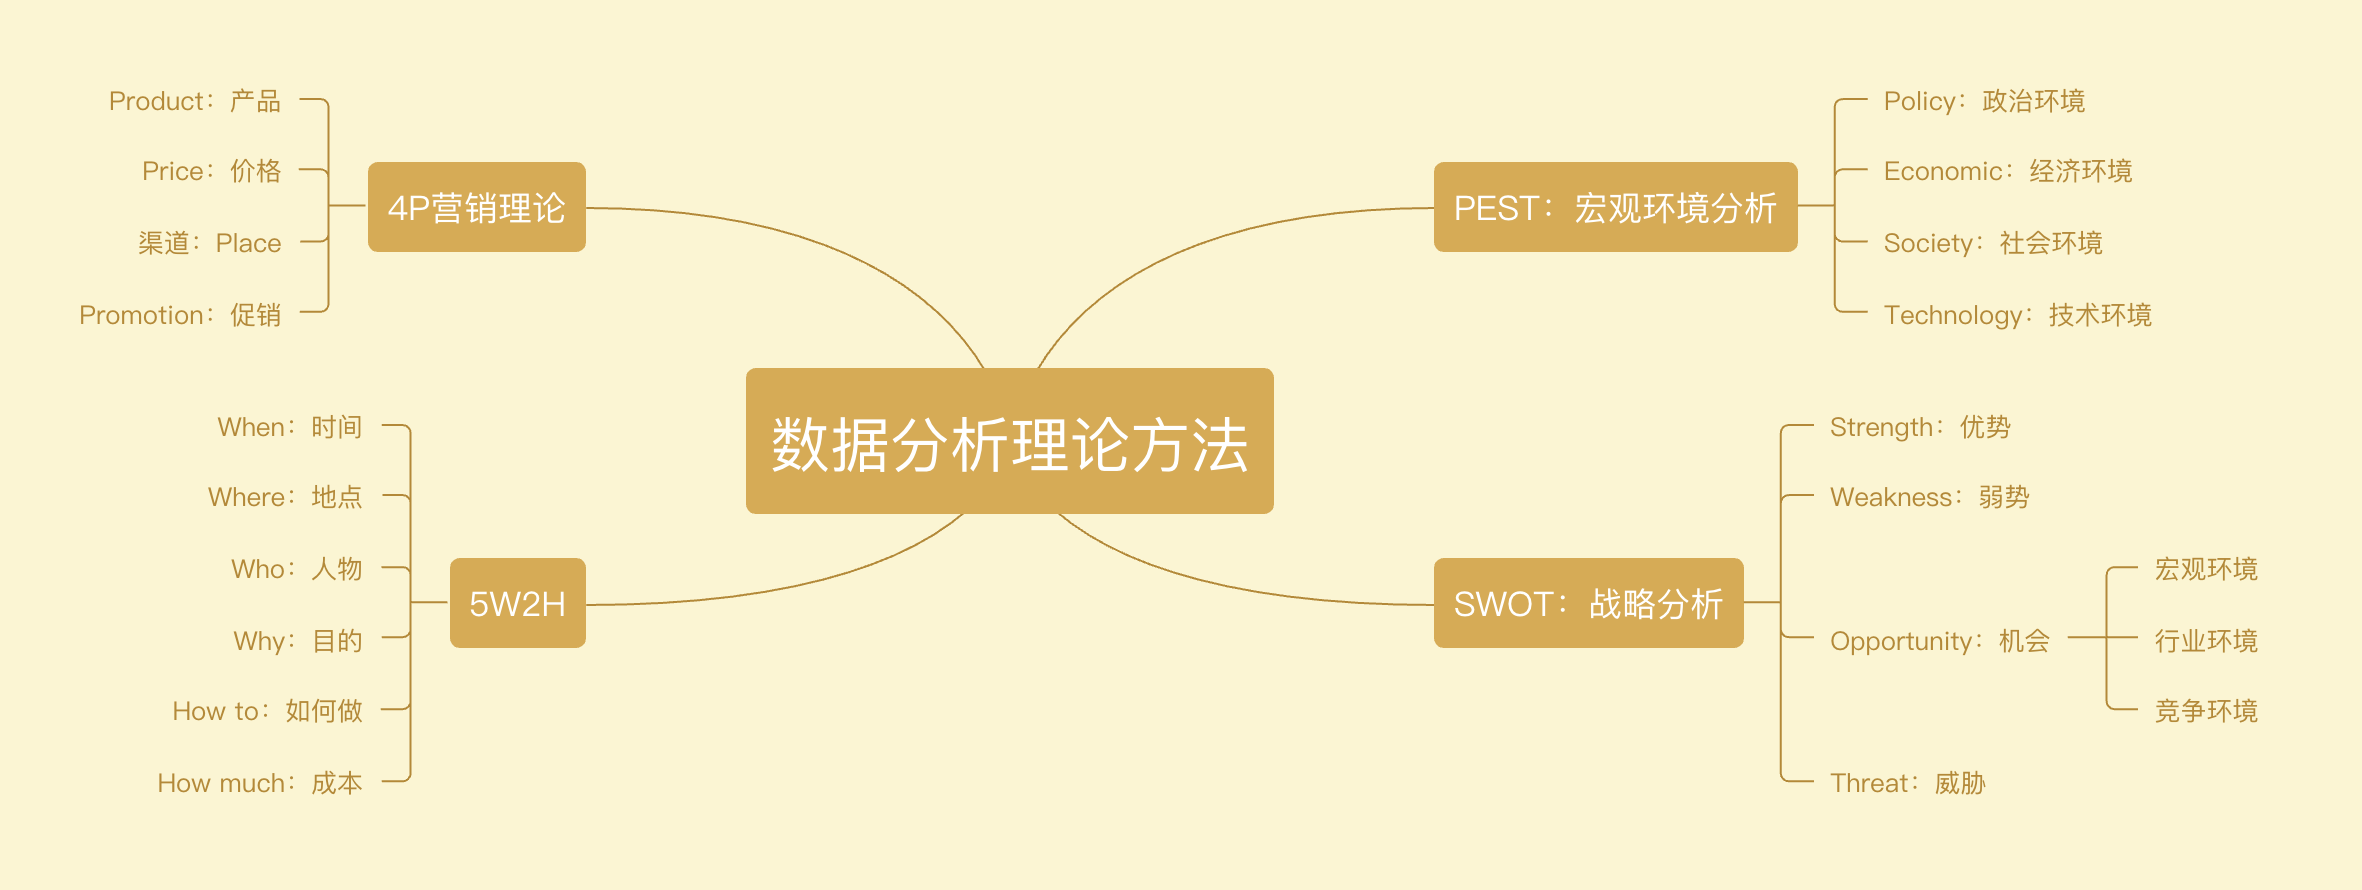 数据分析理论方法
4P营销理论
Product：产品
Price：价格
渠道：Place
Promotion：促销
5W2H
When：时间
Where：地点
Who：人物
Why：目的
How to：如何做
How much：成本
PEST：宏观环境分析
Policy：政治环境
Economic：经济环境
Society：社会环境
Technology：技术环境
SWOT：战略分析
Strength：优势
Weakness：弱势
Opportunity：机会
宏观环境
行业环境
竞争环境
Threat：威胁